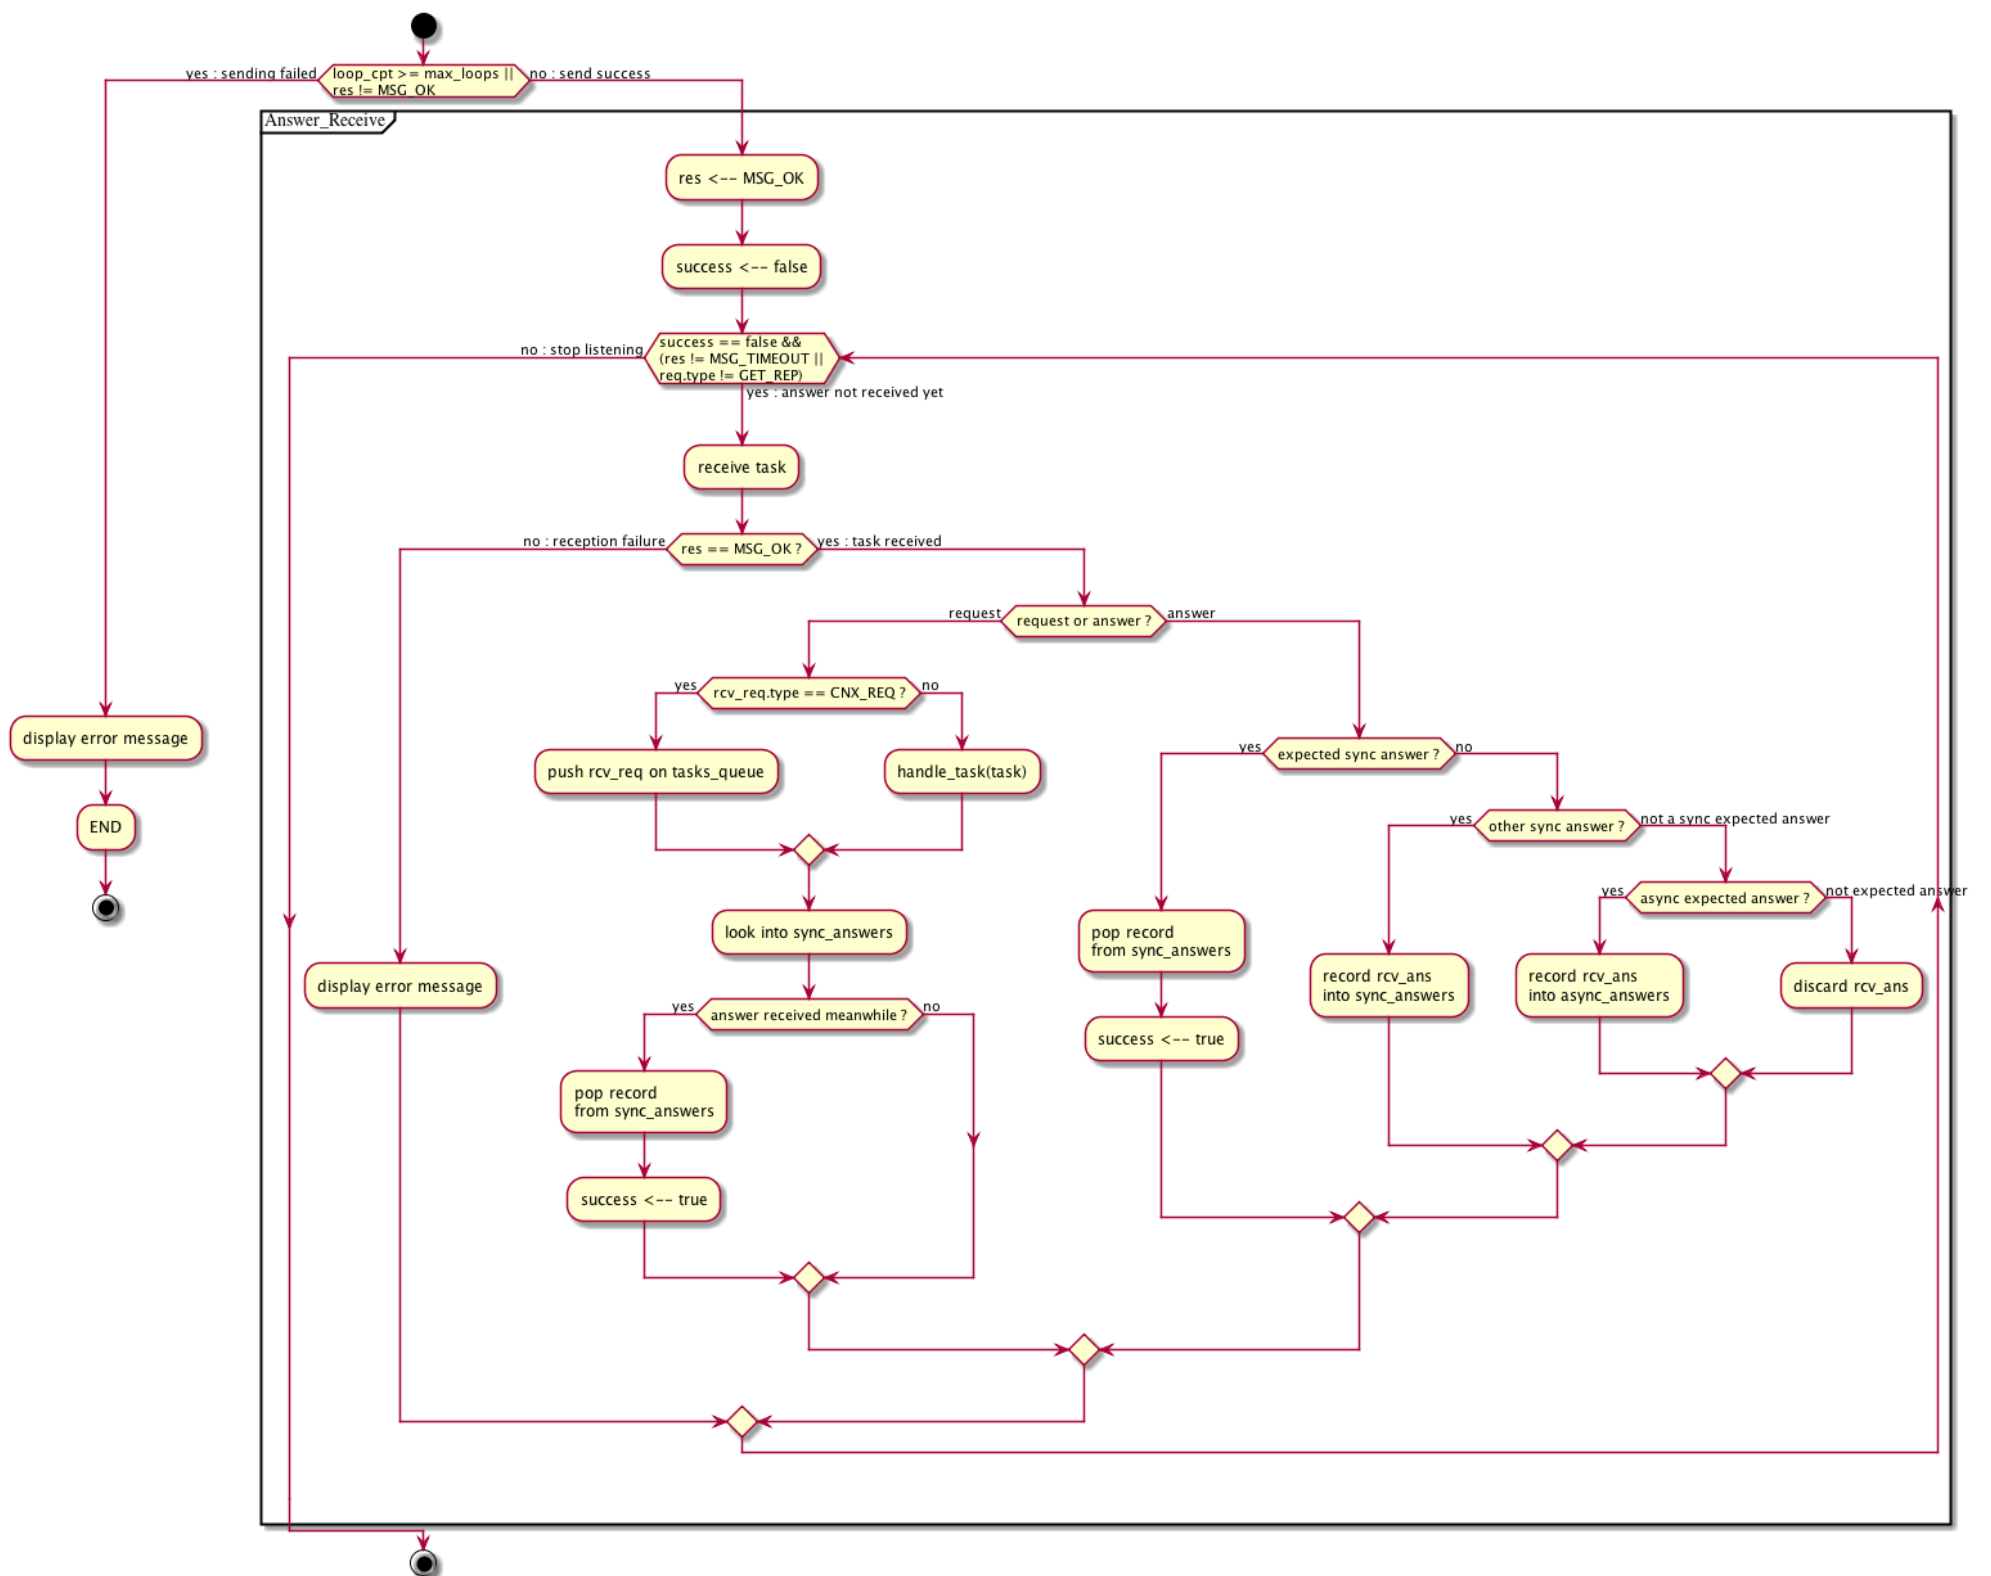 yes : sending failed
loop_cpt >= max_loops ||
res != MSG_OK
no : send success
Answer_Receive
res <-- MSG_OK
success <-- false
no : stop listening
success == false &&
(res != MSG_TIMEOUT ||
req.type != GET_REP)
yes : answer not received yet
receive task
no : reception failure
res == MSG_OK ?
yes : task received
request
request or answer ?
answer
yes
rcv_req.type == CNX_REQ ?
no
display error message
push rcv_req on tasks_queue
handle_task(task)
yes
expected sync answer ?
no
END
yes
other sync answer ?
not a sync expected answer
yes
async expected answer ?
not expected answer
look into sync_answers
pop record
from sync_answers
display error message
record rcv_ans
into sync_answers
record rcv_ans
into async_answers
discard rcv_ans
yes
answer received meanwhile ?
no
success <-- true
pop record
from sync_answers
success <-- true